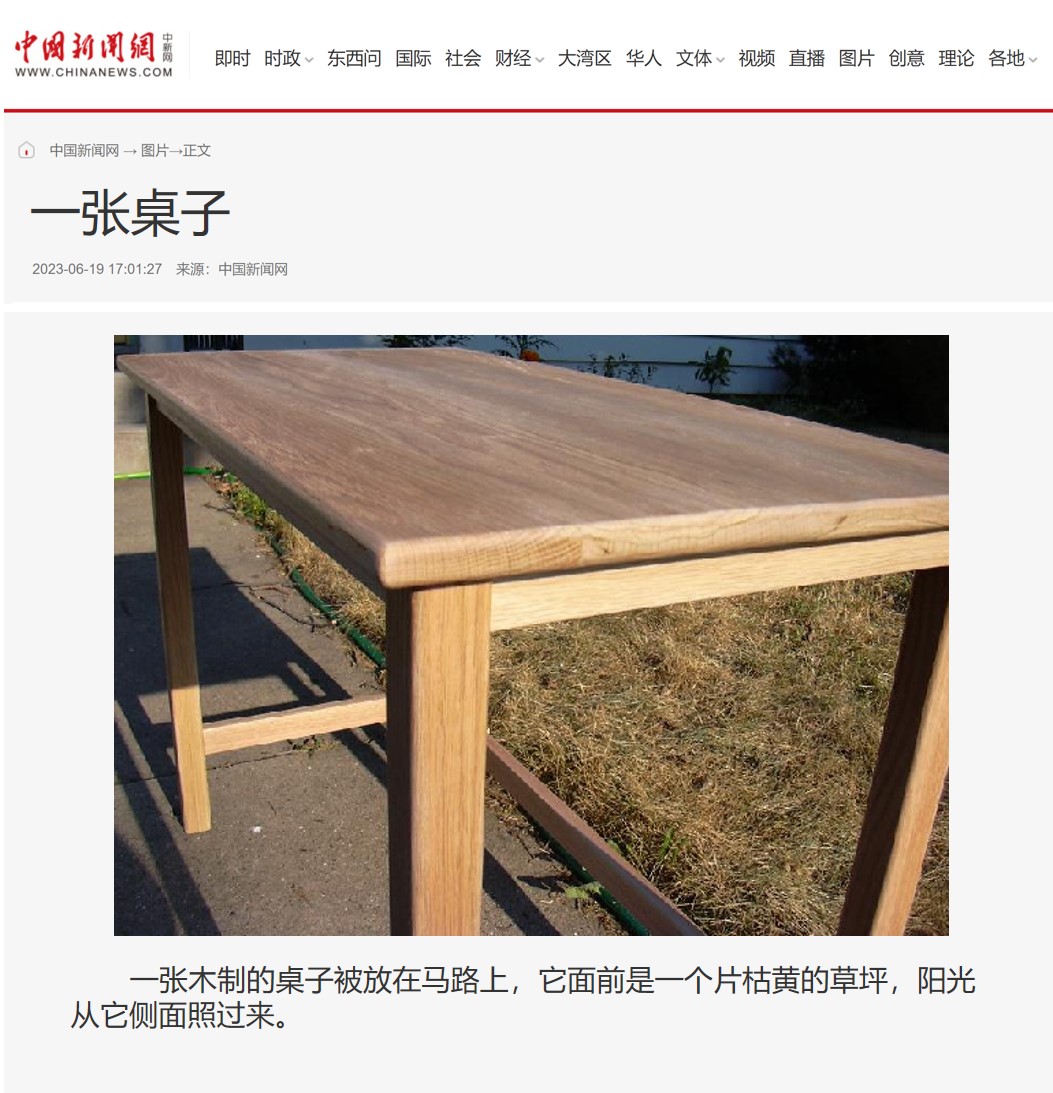 中國新聞網 中新网
WWW.CHINANEWS.COM
即时 时政 东西问 国际 社会 财经 大湾区 华人 文体 视频 直播 图片 创意 理论 各地
中国新闻网 → 图片→正文
一张桌子
2023-06-19 17:01:27 来源：中国新闻网
一张木制的桌子被放在马路上，它面前是一个片枯黄的草坪，阳光
从它侧面照过来。